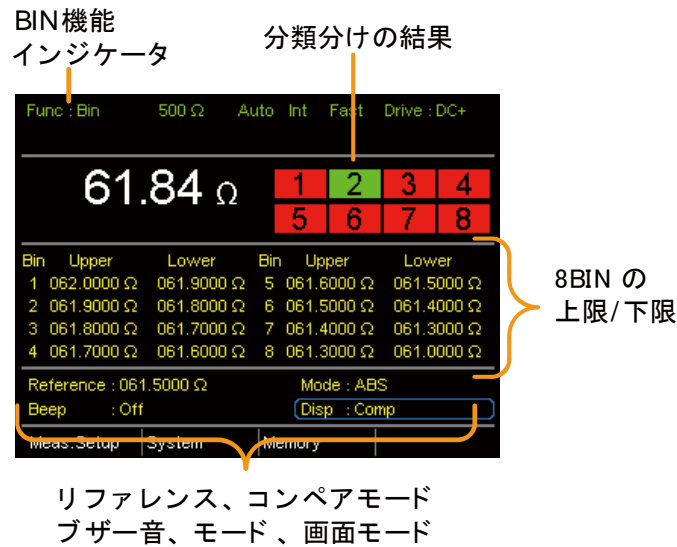 BIN機能
インジケータ
分類分けの結果
Func : Bin 500 Ω Auto Int Fast Drive : DC+
61.84 Ω
1 2 3 4
5 6 7 8
Bin Upper Lower Bin Upper Lower
1 062.0000 Ω 061.9000 Ω 5 061.6000 Ω 061.5000 Ω
2 061.9000 Ω 061.8000 Ω 6 061.5000 Ω 061.4000 Ω
3 061.8000 Ω 061.7000 Ω 7 061.4000 Ω 061.3000 Ω
4 061.7000 Ω 061.6000 Ω 8 061.3000 Ω 061.0000 Ω
8BIN の
上限/下限
Reference : 061.5000 Ω Mode : ABS
Beep : Off Disp : Comp
Meas.Setup System Memory
リファレンス、コンペアモード
ブザー音、モード、画面モード